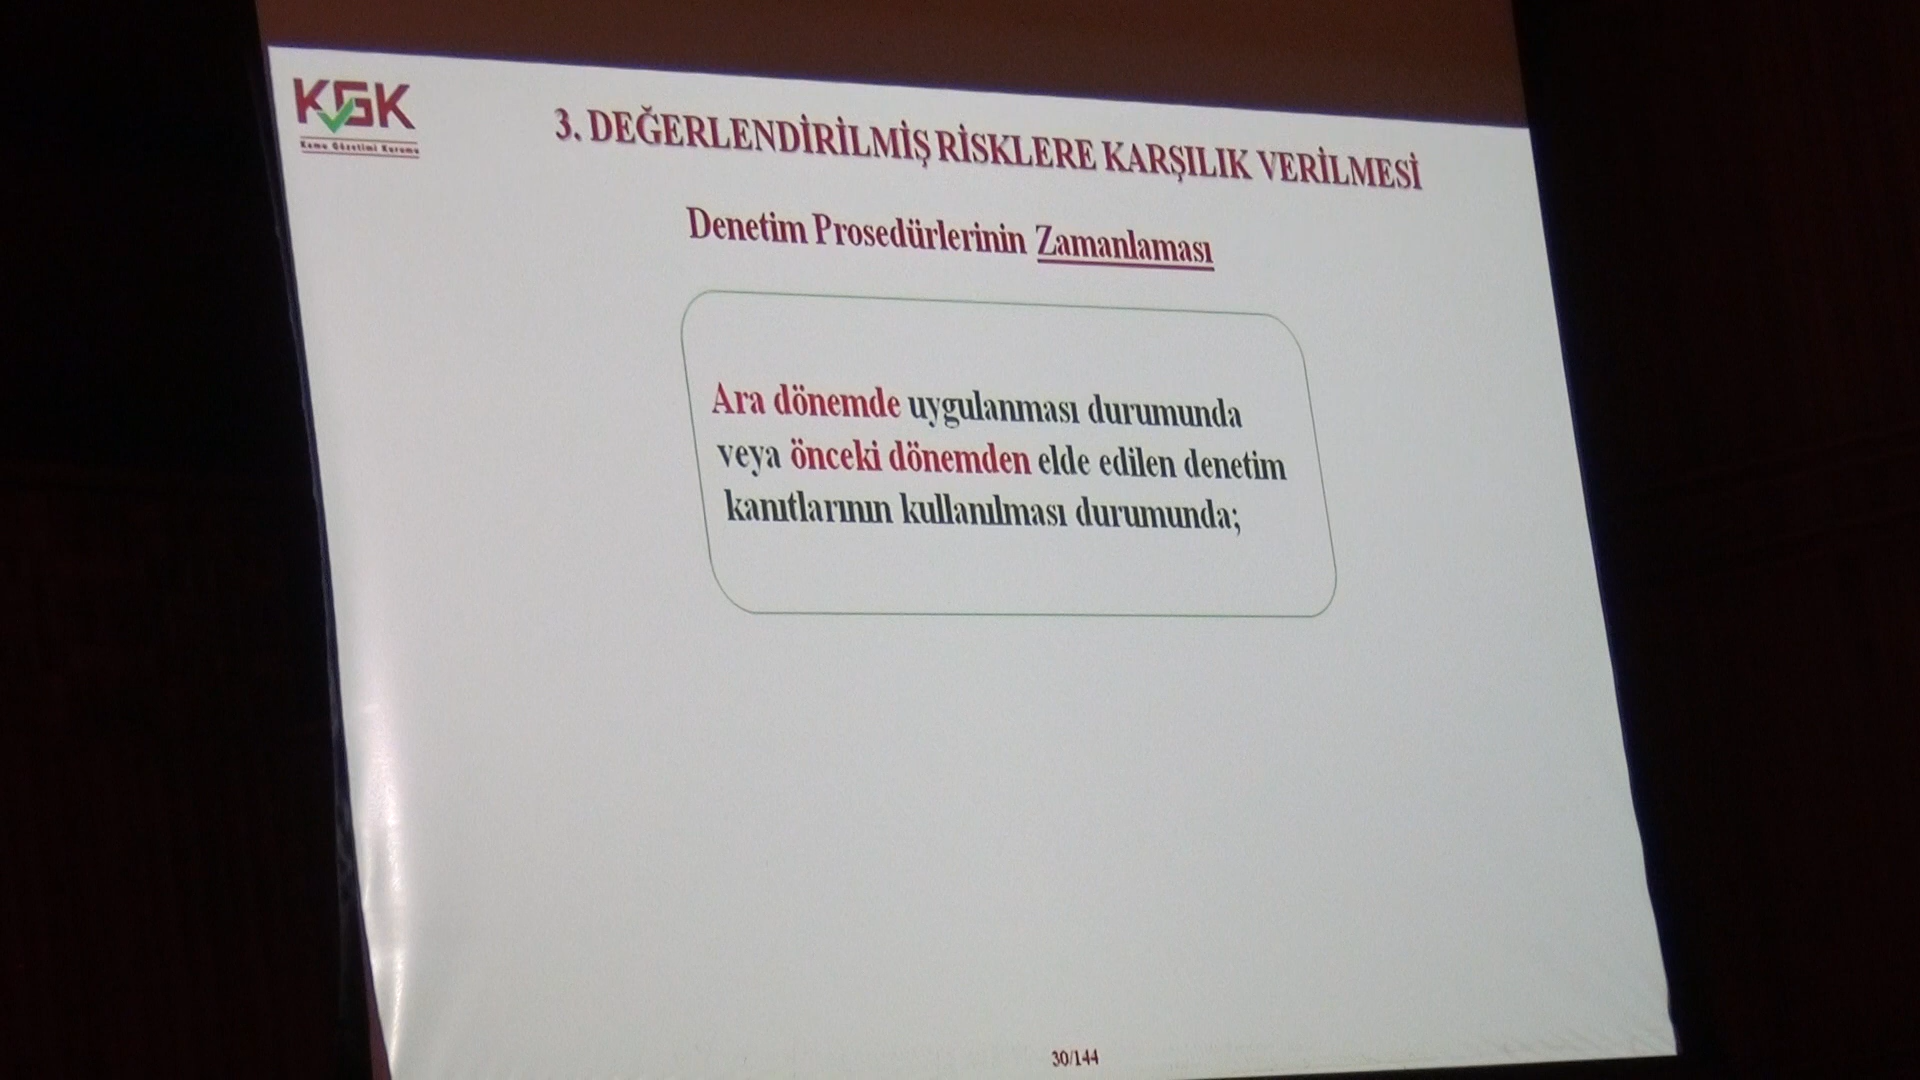 KGK
Kamu Gözetimi Kurumu
3. DEĞERLENDİRİLMİŞ RİSKLERE KARŞILIK VERİLMESİ
Denetim Prosedürlerinin Zamanlaması
Ara dönemde uygulanması durumunda
veya önceki dönemden elde edilen denetim
kanıtlarının kullanılması durumunda;
30/144